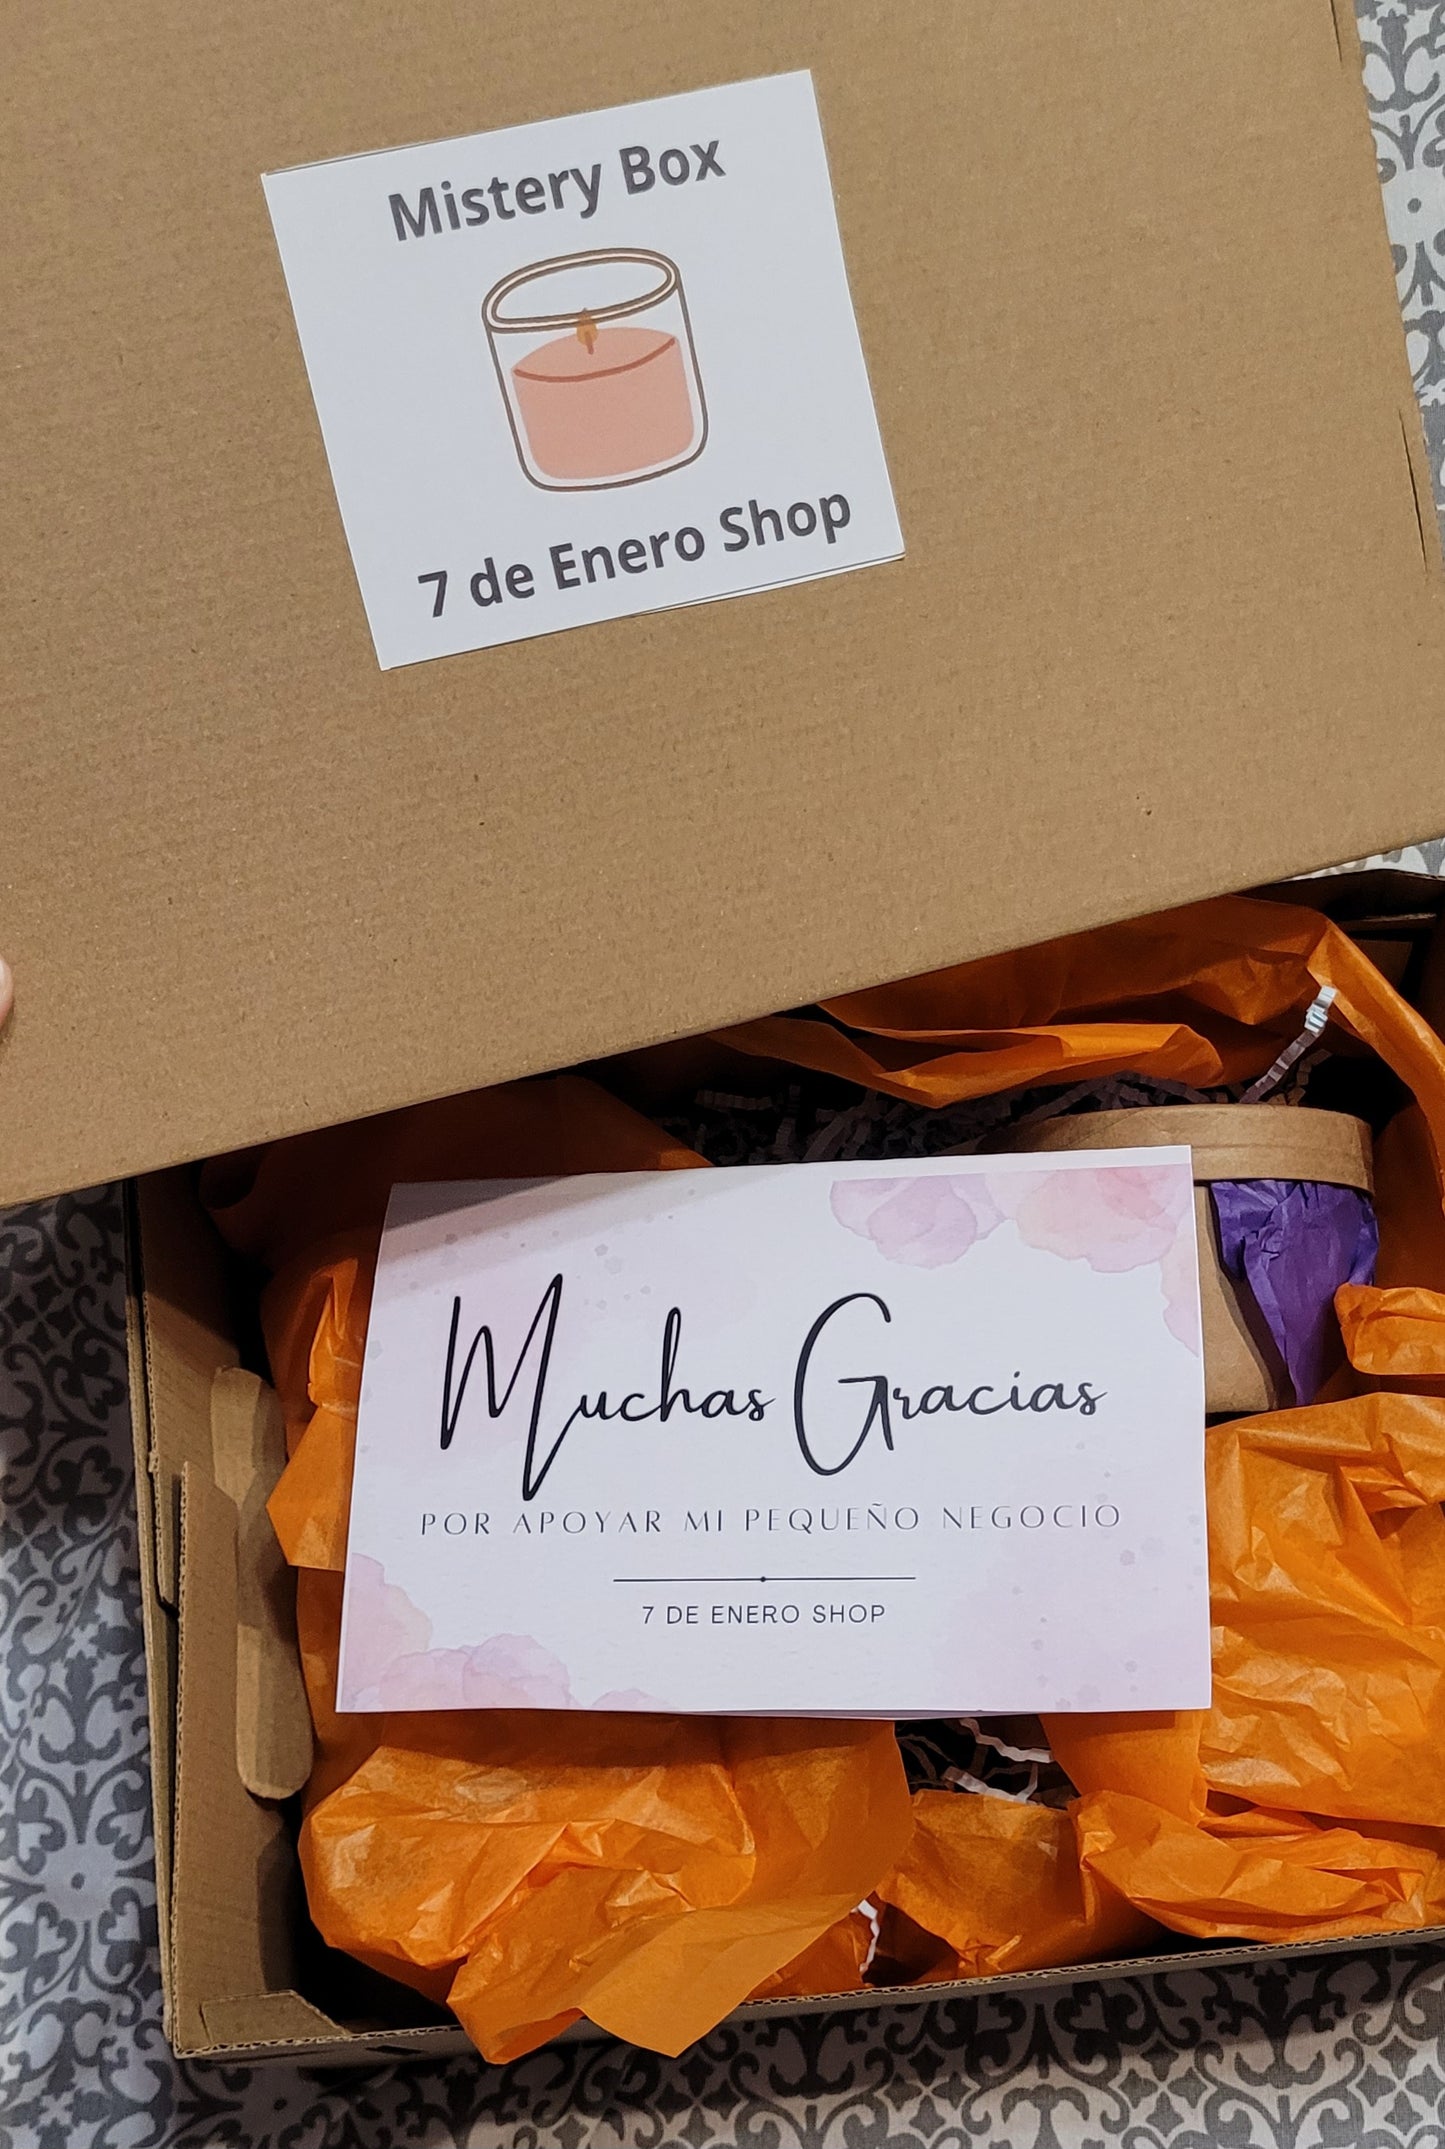 Mistery Box
7 de Enero Shop
Muchas Gracias
POR APOYAR MI PEQUEÑO NEGOCIO
7 DE ENERO SHOP